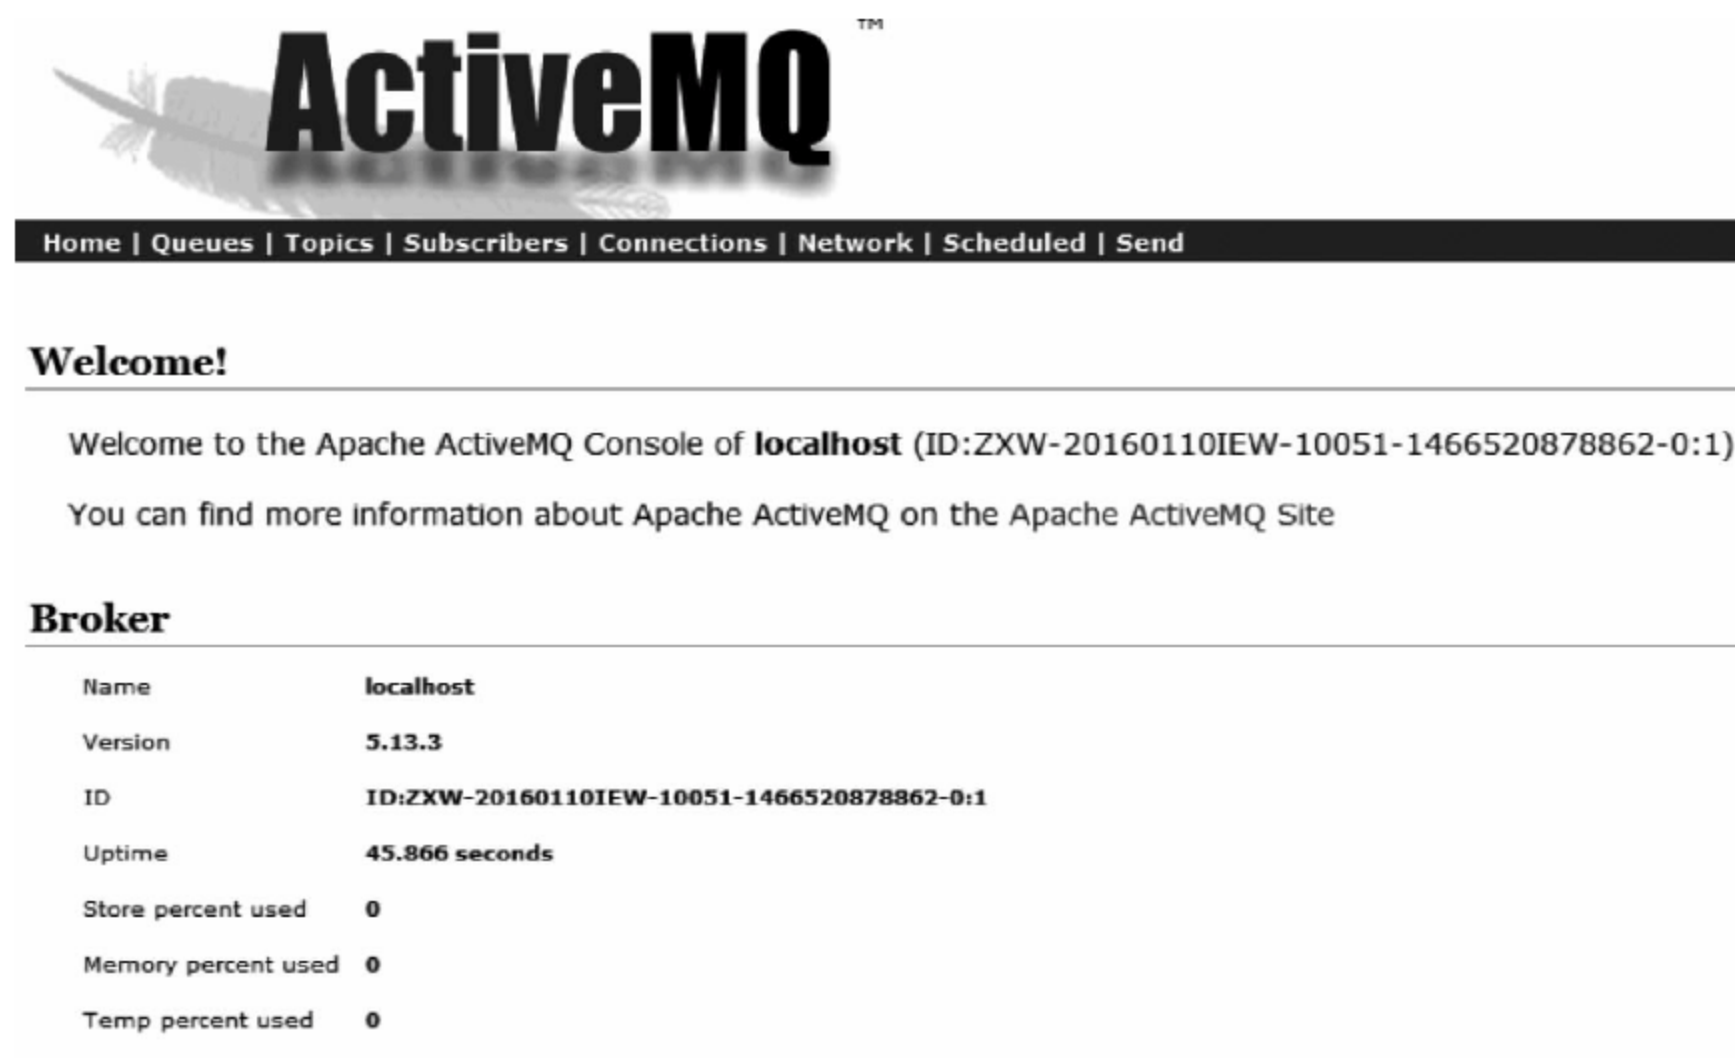 ActiveMQ ™
Home | Queues | Topics | Subscribers | Connections | Network | Scheduled | Send
Welcome!
Welcome to the Apache ActiveMQ Console of localhost (ID:ZXW-20160110IEW-10051-1466520878862-0:1)
You can find more information about Apache ActiveMQ on the Apache ActiveMQ Site
Broker
Name localhost
Version 5.13.3
ID ID:ZXW-20160110IEW-10051-1466520878862-0:1
Uptime 45.866 seconds
Store percent used 0
Memory percent used 0
Temp percent used 0